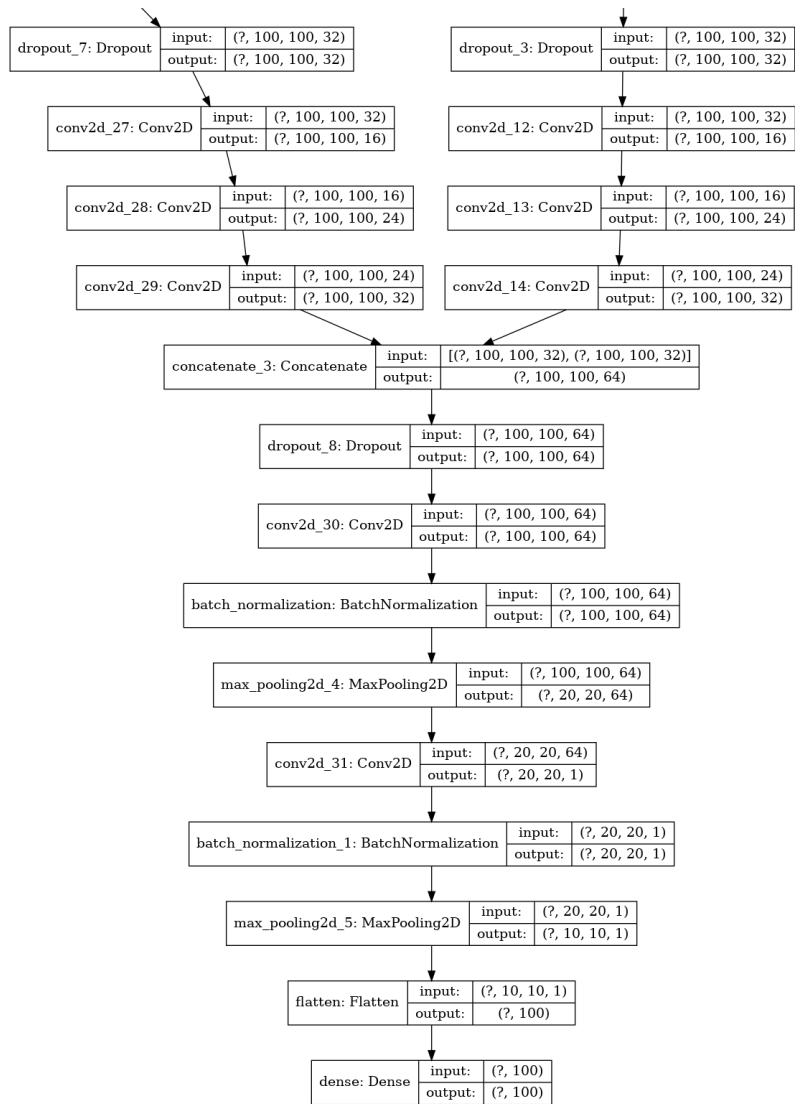 dropout_7: Dropout input: (?, 100, 100, 32)
output: (?, 100, 100, 32)
dropout_3: Dropout input: (?, 100, 100, 32)
output: (?, 100, 100, 32)
conv2d_27: Conv2D input: (?, 100, 100, 32)
output: (?, 100, 100, 16)
conv2d_12: Conv2D input: (?, 100, 100, 32)
output: (?, 100, 100, 16)
conv2d_28: Conv2D input: (?, 100, 100, 16)
output: (?, 100, 100, 24)
conv2d_13: Conv2D input: (?, 100, 100, 16)
output: (?, 100, 100, 24)
conv2d_29: Conv2D input: (?, 100, 100, 24)
output: (?, 100, 100, 32)
conv2d_14: Conv2D input: (?, 100, 100, 24)
output: (?, 100, 100, 32)
concatenate_3: Concatenate input: [(?, 100, 100, 32), (?, 100, 100, 32)]
output: (?, 100, 100, 64)
dropout_8: Dropout input: (?, 100, 100, 64)
output: (?, 100, 100, 64)
conv2d_30: Conv2D input: (?, 100, 100, 64)
output: (?, 100, 100, 64)
batch_normalization: BatchNormalization input: (?, 100, 100, 64)
output: (?, 100, 100, 64)
max_pooling2d_4: MaxPooling2D input: (?, 100, 100, 64)
output: (?, 20, 20, 64)
conv2d_31: Conv2D input: (?, 20, 20, 64)
output: (?, 20, 20, 1)
batch_normalization_1: BatchNormalization input: (?, 20, 20, 1)
output: (?, 20, 20, 1)
max_pooling2d_5: MaxPooling2D input: (?, 20, 20, 1)
output: (?, 10, 10, 1)
flatten: Flatten input: (?, 10, 10, 1)
output: (?, 100)
dense: Dense input: (?, 100)
output: (?, 100)